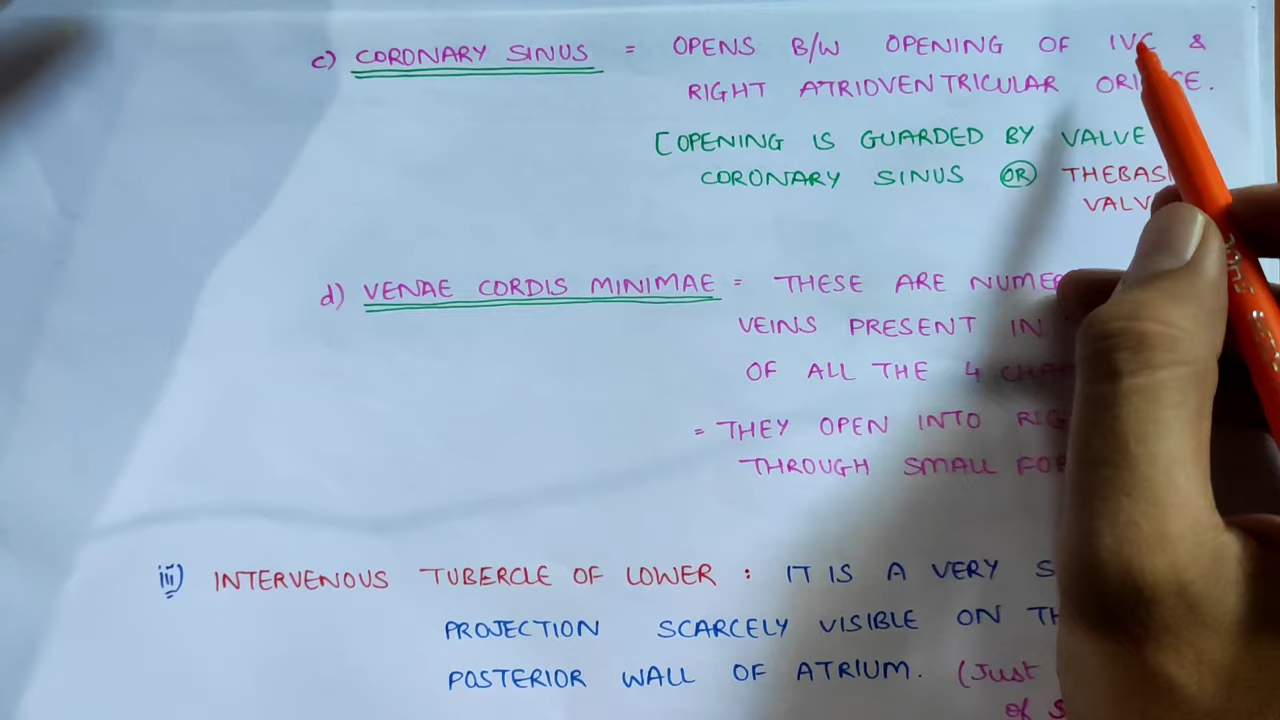 c) CORONARY SINUS = OPENS B/W OPENING OF IVC &
RIGHT ATRIOVENTRICULAR
[OPENING IS GUARDED BY VALVE
CORONARY SINUS OR
d) VENAE CORDIS MINIMAE = THESE ARE
VEINS PRESENT IN
OF ALL THE 4
= THEY OPEN INTO
THROUGH SMALL
iii) INTERVENOUS TUBERCLE OF LOWER : IT IS A VERY
PROJECTION SCARCELY VISIBLE ON
POSTERIOR WALL OF ATRIUM. (Just
of